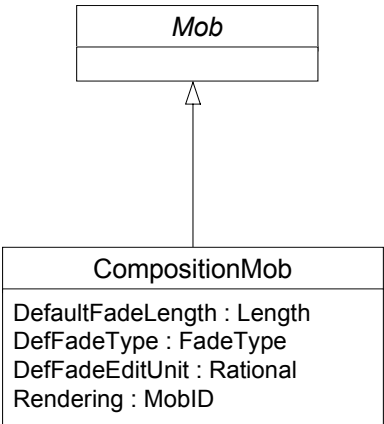 Mob
CompositionMob
DefaultFadeLength : Length
DefFadeType : FadeType
DefFadeEditUnit : Rational
Rendering : MobID